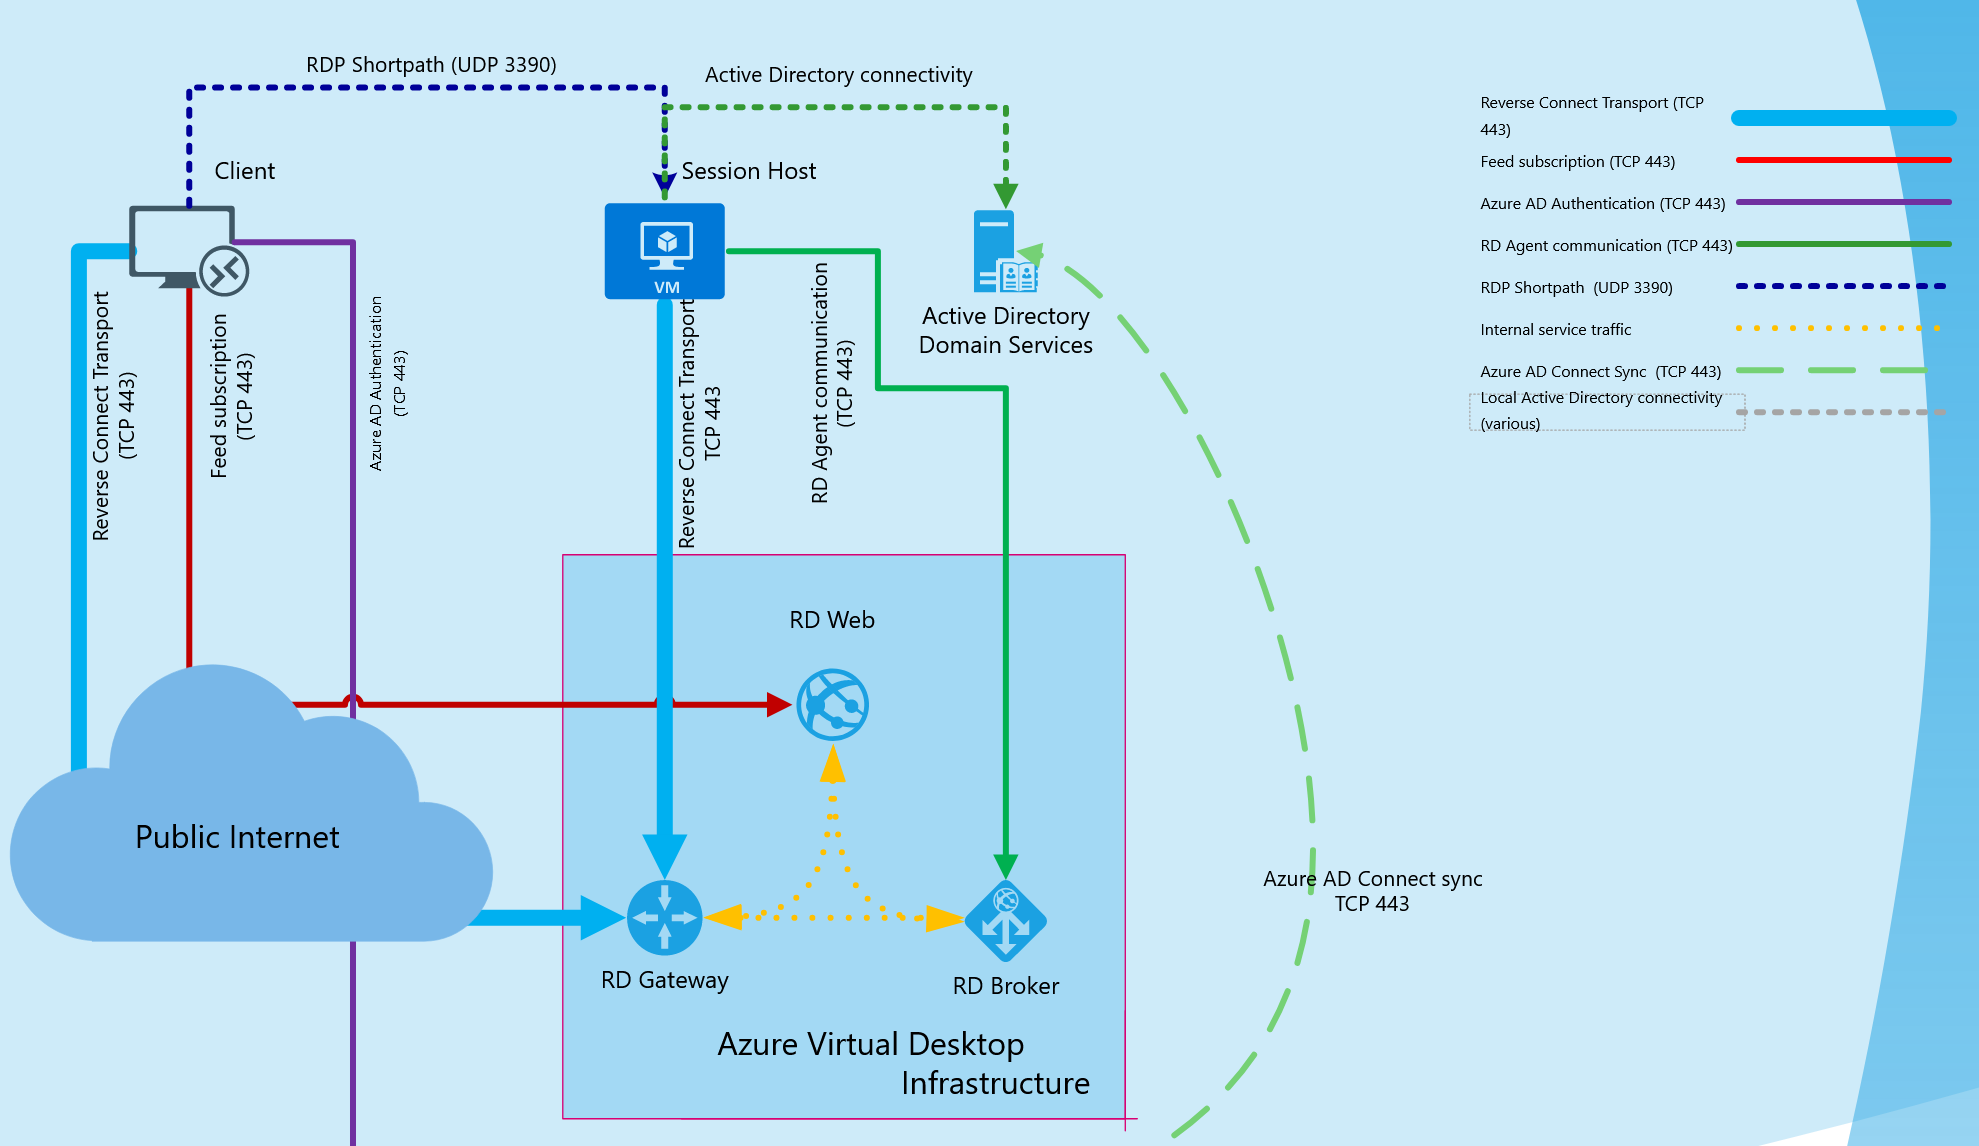 RDP Shortpath (UDP 3390)
Active Directory connectivity
Client
Session Host
VM
Reverse Connect Transport
(TCP 443)
Feed subscription
(TCP 443)
Azure AD Authentication
(TCP 443)
Reverse Connect Transport
TCP 443
RD Agent communication
(TCP 443)
Active Directory
Domain Services
Reverse Connect Transport (TCP
443)
Feed subscription (TCP 443)
Azure AD Authentication (TCP 443)
RD Agent communication (TCP 443)
RDP Shortpath  (UDP 3390)
Internal service traffic
Azure AD Connect Sync  (TCP 443)
Local Active Directory connectivity
(various)
RD Web
Public Internet
RD Gateway
RD Broker
Azure Virtual Desktop
Infrastructure
Azure AD Connect sync
TCP 443